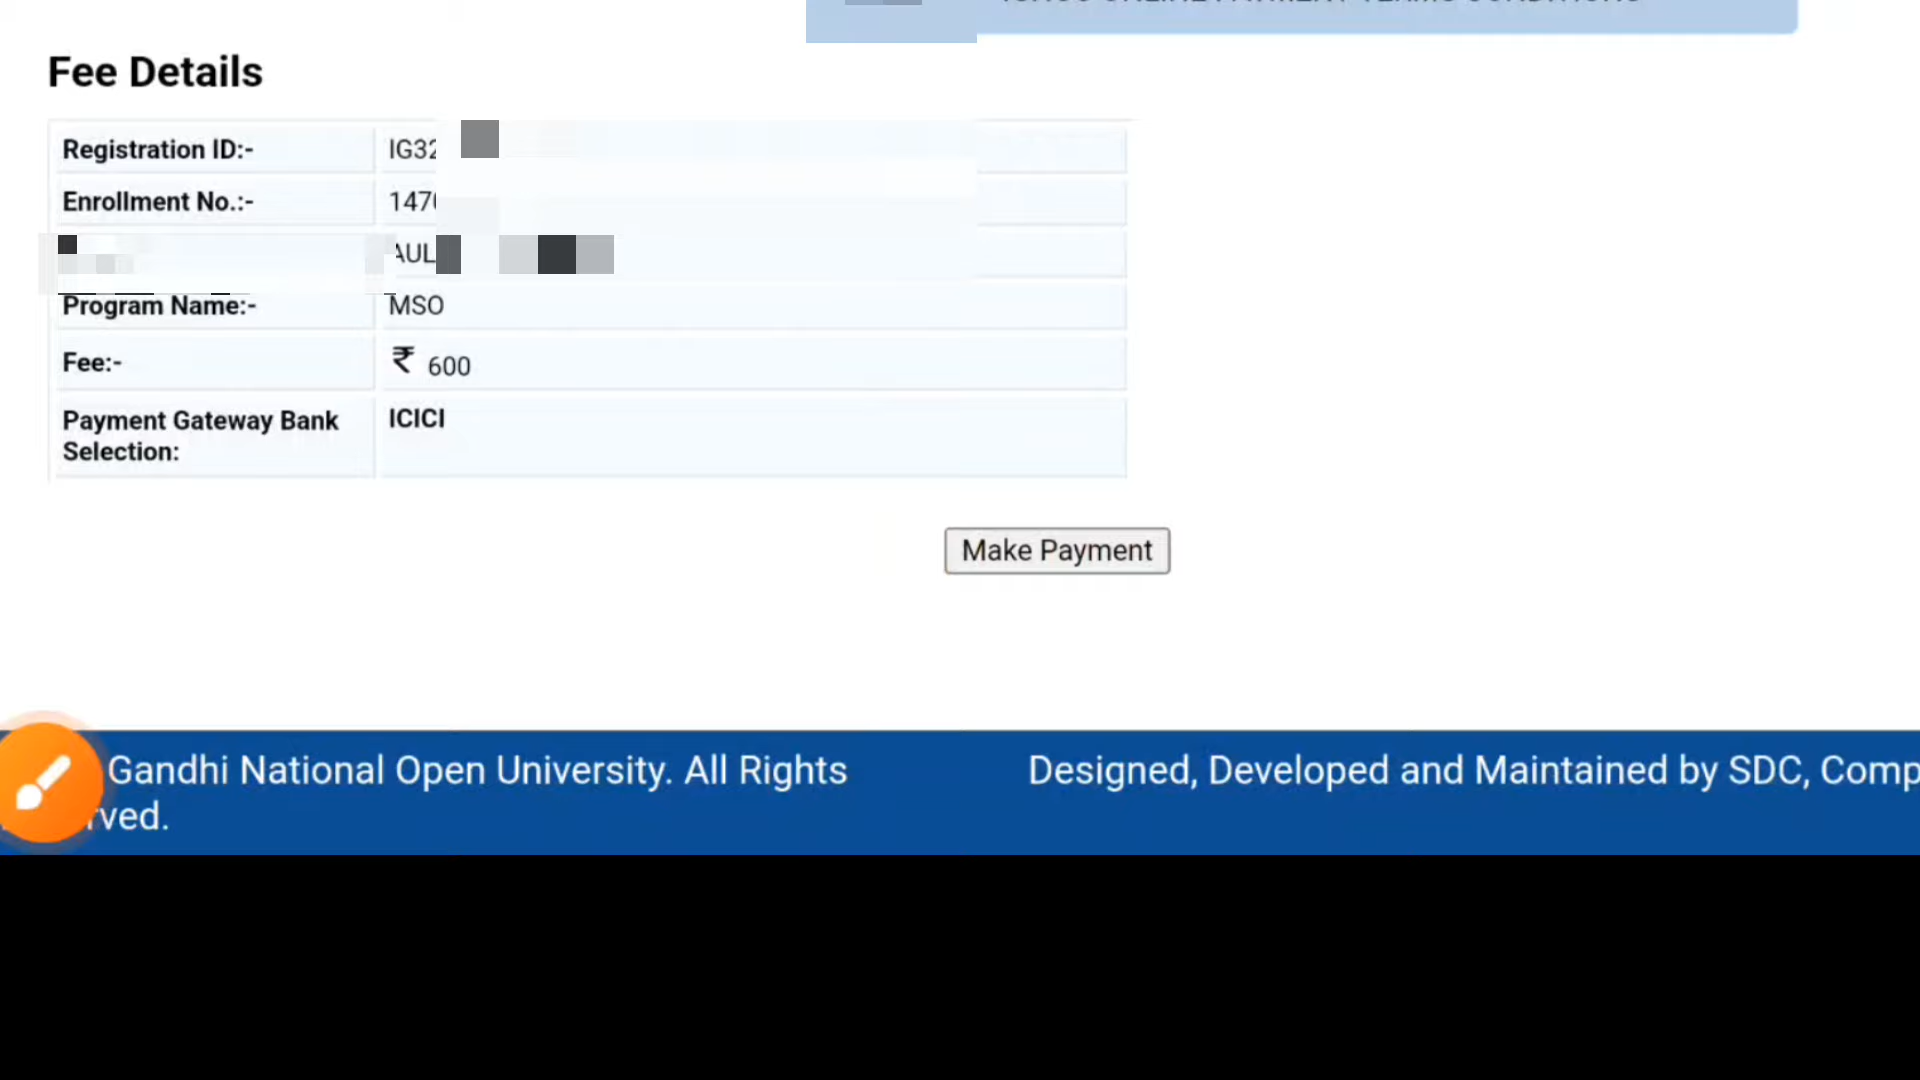 Fee Details
Registration ID:- IG32
Enrollment No.:- 147
AUL
Program Name:- MSO
Fee:- ₹ 600
Payment Gateway Bank ICICI
Selection:
Make Payment
Gandhi National Open University. All Rights Designed, Developed and Maintained by SDC, Comp
ved.